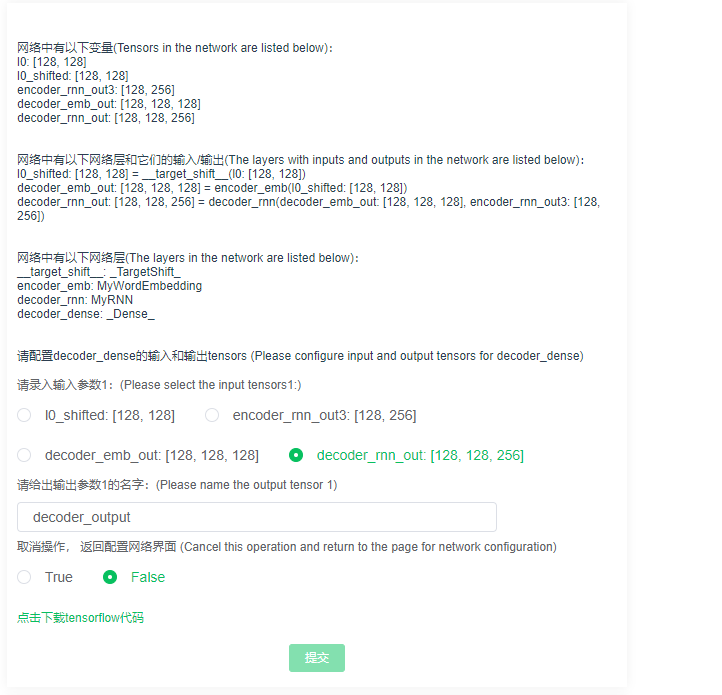 网络中有以下变量(Tensors in the network are listed below)：
l0: [128, 128]
l0_shifted: [128, 128]
encoder_rnn_out3: [128, 256]
decoder_emb_out: [128, 128, 128]
decoder_rnn_out: [128, 128, 256]
网络中有以下网络层和它们的输入/输出(The layers with inputs and outputs in the network are listed below)：
l0_shifted: [128, 128] = __target_shift__(l0: [128, 128])
decoder_emb_out: [128, 128, 128] = encoder_emb(l0_shifted: [128, 128])
decoder_rnn_out: [128, 128, 256] = decoder_rnn(decoder_emb_out: [128, 128, 128], encoder_rnn_out3: [128,
256])
网络中有以下网络层(The layers in the network are listed below)：
__target_shift__: _TargetShift_
encoder_emb: MyWordEmbedding
decoder_rnn: MyRNN
decoder_dense: _Dense_
请配置decoder_dense的输入和输出tensors (Please configure input and output tensors for decoder_dense)
请录入输入参数1：(Please select the input tensors1:)
l0_shifted: [128, 128] encoder_rnn_out3: [128, 256]
decoder_emb_out: [128, 128, 128] decoder_rnn_out: [128, 128, 256]
请给出输出参数1的名字：(Please name the output tensor 1)
decoder_output
取消操作， 返回配置网络界面 (Cancel this operation and return to the page for network configuration)
True False
点击下载tensorflow代码
提交